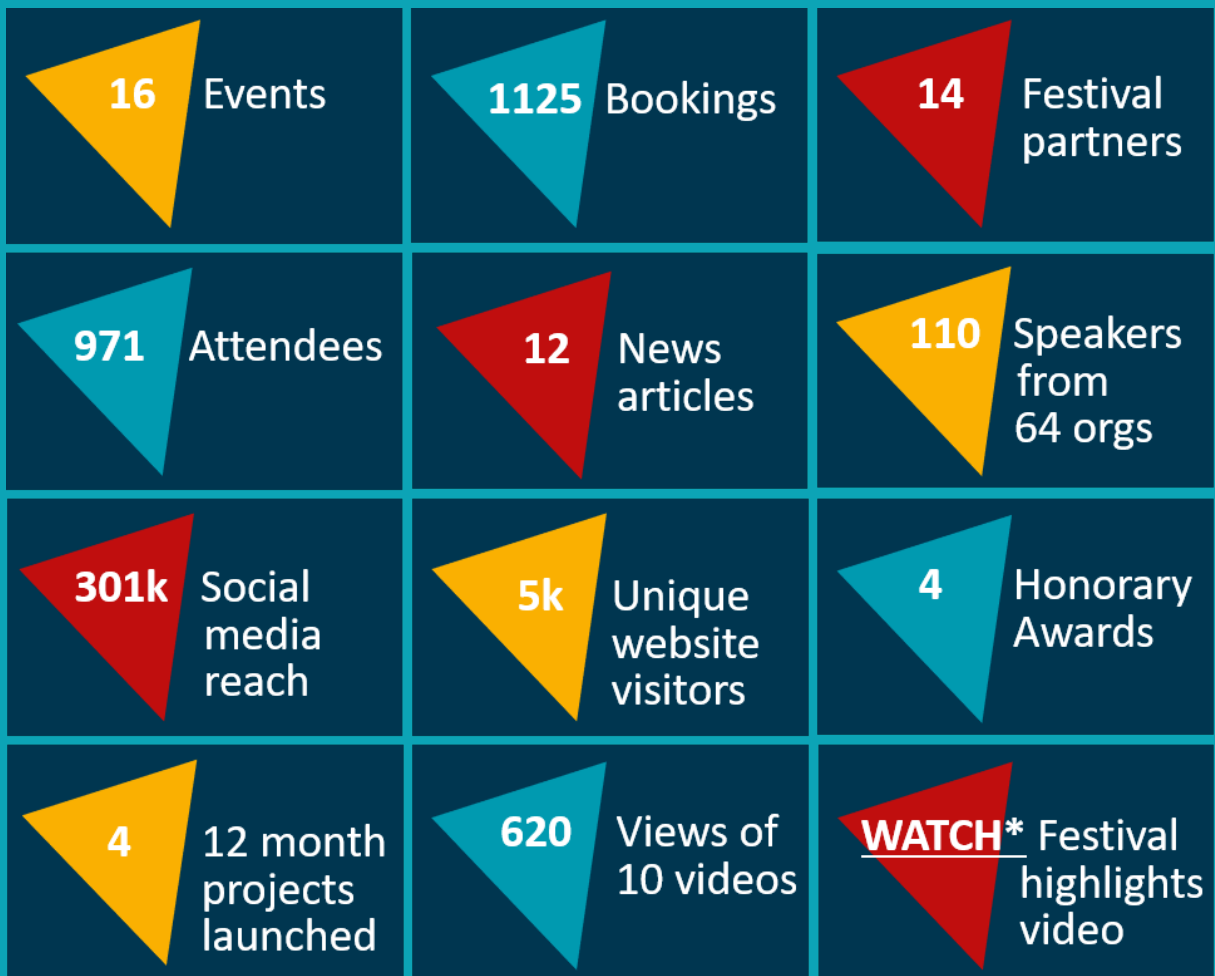 16 Events
1125 Bookings
14 Festival
partners
971 Attendees
12 News
articles
110 Speakers
from
64 orgs
301k Social
media
reach
5k Unique
website
visitors
4 Honorary
Awards
4 12 month
projects
launched
620 Views of
10 videos
WATCH* Festival
highlights
video